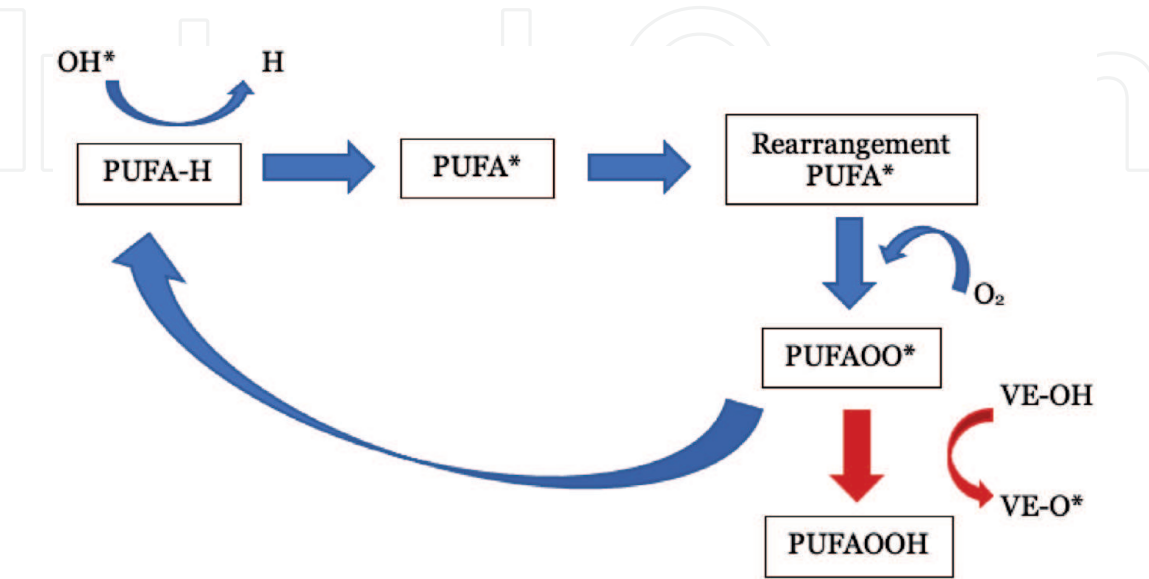 OH*
H
PUFA-H
PUFA*
Rearrangement
PUFA*
O₂
PUFAOO*
VE-OH
VE-O*
PUFAOOH